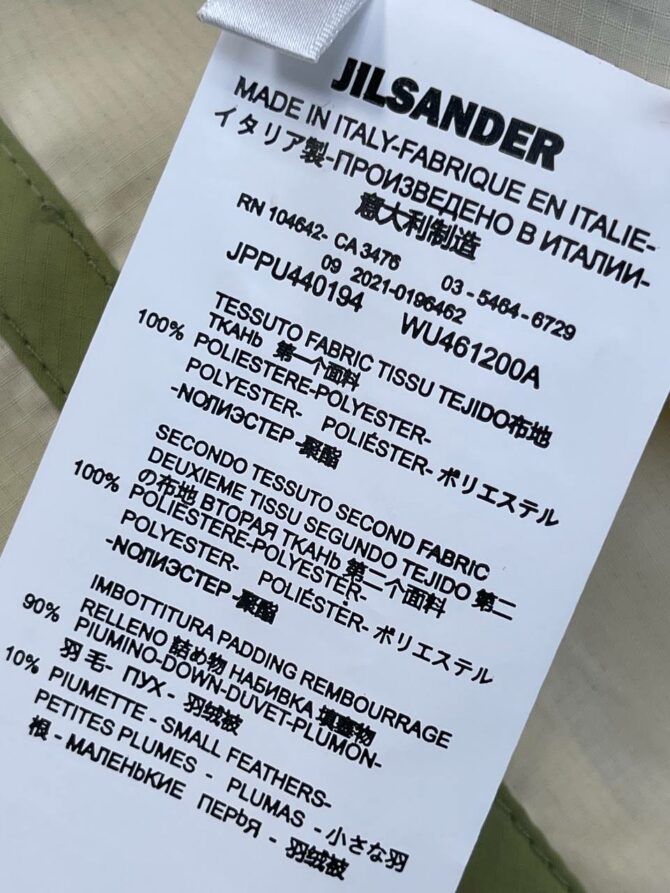 JILSANDER
MADE IN ITALY-FABRIQUE EN ITALIE-
イタリア製-ПРОИЗВЕДЕНО В ИТАЛИИ-
意大利制造
RN 104642- CA 3476 03 - 5464 - 6729
09 2021-0196462
JPPU440194 WU461200A
TESSUTO FABRIC TISSU TEJIDO布地
ТКАНЬ 第一个面料
100% POLIESTERE-POLYESTER-
POLYESTER- POLIÉSTER- ポリエステル
-NОЛИЭСТЕР-聚酯
SECONDO TESSUTO SECOND FABRIC
DEUXIEME TISSU SEGUNDO TEJIDO 第二
の布地 ВТОРАЯ ТКАНЬ 第二个面料
100% POLIESTERE-POLYESTER-
POLYESTER- POLIÉSTER- ポリエステル
-NОЛИЭСТЕР-聚酯
IMBOTTITURA PADDING REMBOURRAGE
RELLENO 詰め物 НАБИВКА 填塞物
90% PIUMINO-DOWN-DUVET-PLUMÓN-
羽毛- ПУХ - 羽绒被
10% PIUMETTE - SMALL FEATHERS-
PETITES PLUMES - PLUMAS - 小さな羽
根 - МАЛЕНЬКИЕ ПЕРЬЯ - 羽绒被